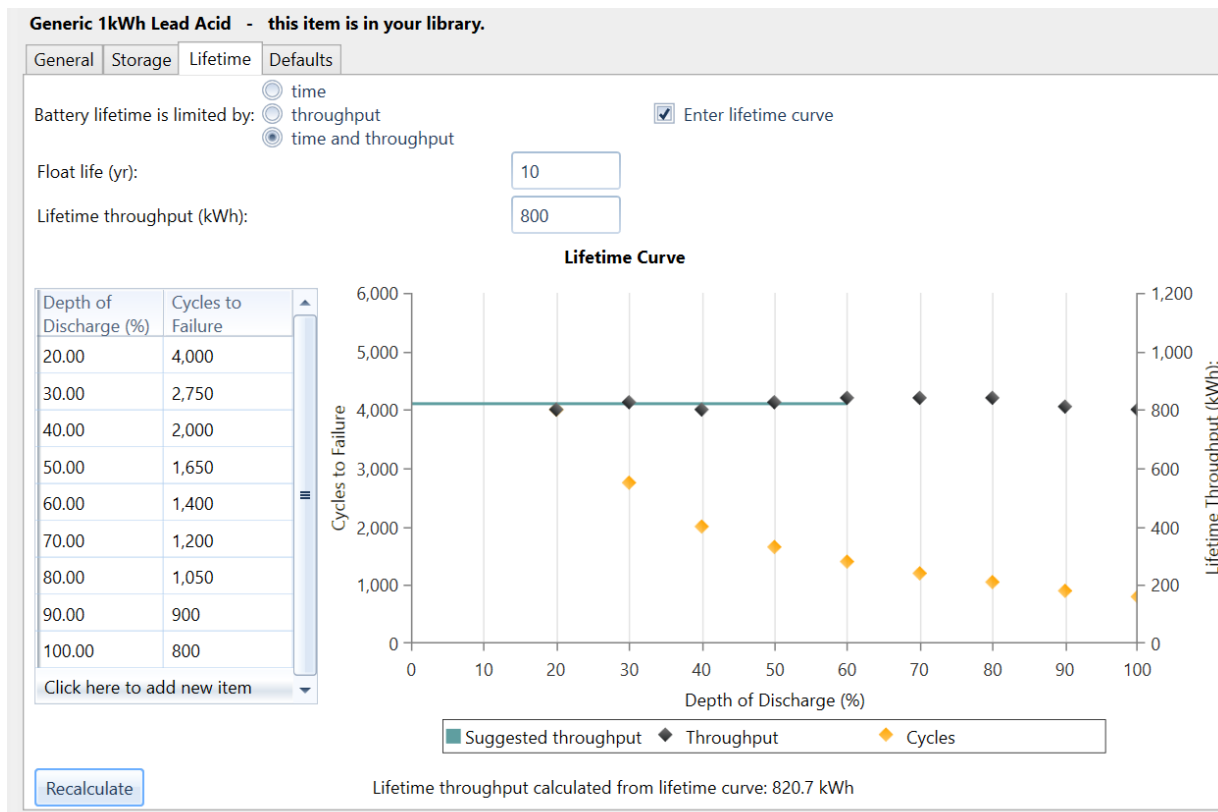 Generic 1kWh Lead Acid - this item is in your library.
General Storage Lifetime Defaults
time
Battery lifetime is limited by: throughput
time and throughput
Enter lifetime curve
Float life (yr): 10
Lifetime throughput (kWh): 800
Lifetime Curve
Depth of Discharge (%) Cycles to Failure
20.00 4,000
30.00 2,750
40.00 2,000
50.00 1,650
60.00 1,400
70.00 1,200
80.00 1,050
90.00 900
100.00 800
Click here to add new item
Cycles to Failure
6,000
5,000
4,000
3,000
2,000
1,000
0
0 10 20 30 40 50 60 70 80 90 100
Depth of Discharge (%)
1,200
1,000
800
600
400
200
0
Lifetime Throughput (kWh):
Suggested throughput Throughput Cycles
Recalculate
Lifetime throughput calculated from lifetime curve: 820.7 kWh